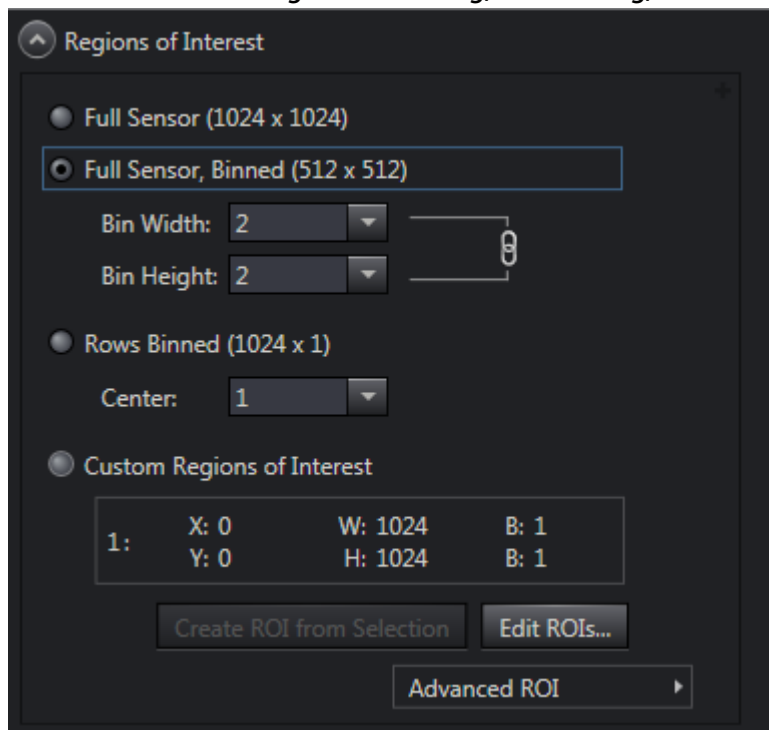 Regions of Interest
Full Sensor (1024 x 1024)
Full Sensor, Binned (512 x 512)
Bin Width: 2
Bin Height: 2
Rows Binned (1024 x 1)
Center: 1
Custom Regions of Interest
1: X: 0 W: 1024 B: 1
Y: 0 H: 1024 B: 1
Create ROI from Selection Edit ROIs...
Advanced ROI